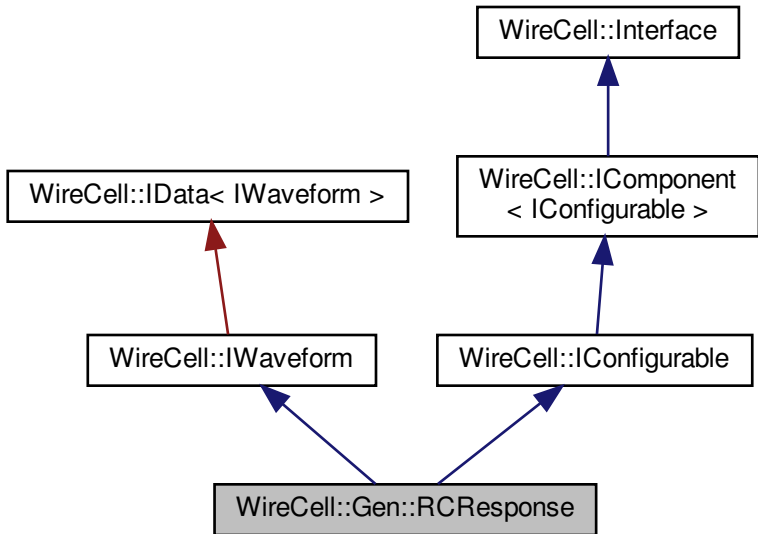 WireCell::Interface
WireCell::IComponent
< IConfigurable >
WireCell::IData< IWaveform >
WireCell::IWaveform
WireCell::IConfigurable
WireCell::Gen::RCResponse